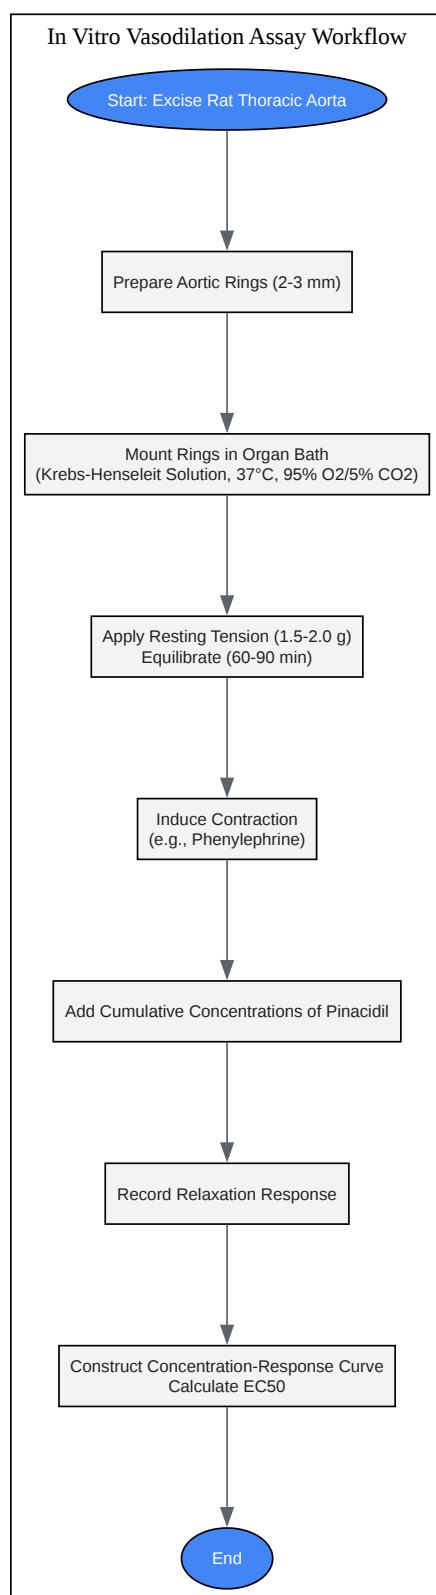 In Vitro Vasodilation Assay Workflow
Start: Excise Rat Thoracic Aorta
Prepare Aortic Rings (2-3 mm)
Mount Rings in Organ Bath
(Krebs-Henseleit Solution, 37°C, 95% O2/5% CO2)
Apply Resting Tension (1.5-2.0 g)
Equilibrate (60-90 min)
Induce Contraction
(e.g., Phenylephrine)
Add Cumulative Concentrations of Pinacidil
Record Relaxation Response
Construct Concentration-Response Curve
Calculate EC50
End